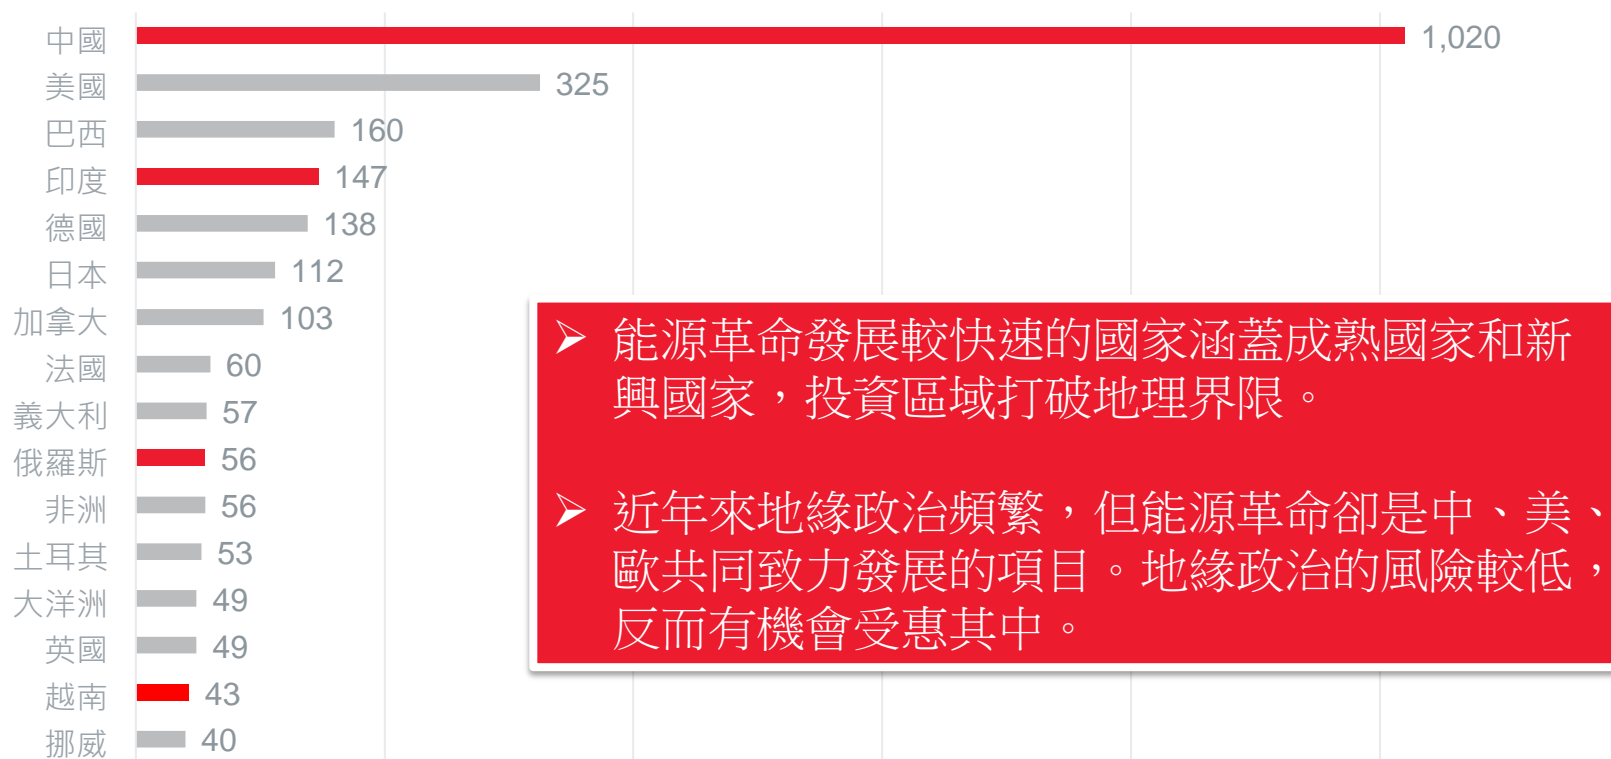 中國 1,020
美國 325
巴西 160
印度 147
德國 138
日本 112
加拿大 103
法國 60
義大利 57
俄羅斯 56
非洲 56
土耳其 53
大洋洲 49
英國 49
越南 43
挪威 40
➢ 能源革命發展較快速的國家涵蓋成熟國家和新
興國家，投資區域打破地理界限。
➢ 近年來地緣政治頻繁，但能源革命卻是中、美、
歐共同致力發展的項目。地緣政治的風險較低，
反而有機會受惠其中。